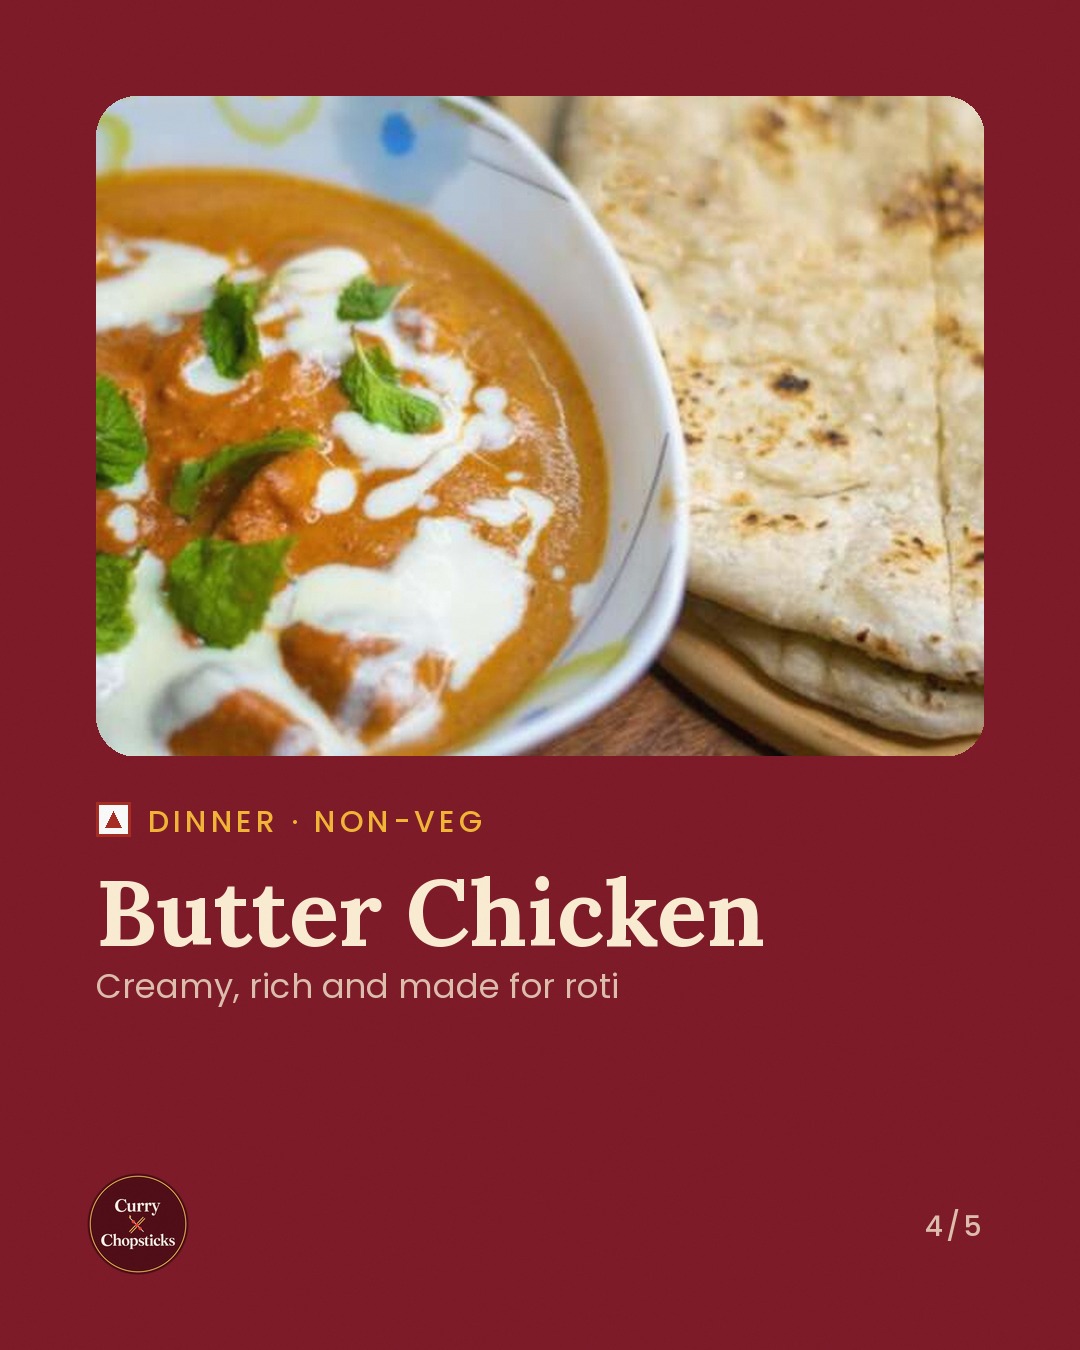 DINNER · NON-VEG
Butter Chicken
Creamy, rich and made for roti
Curry
Chopsticks
4/5